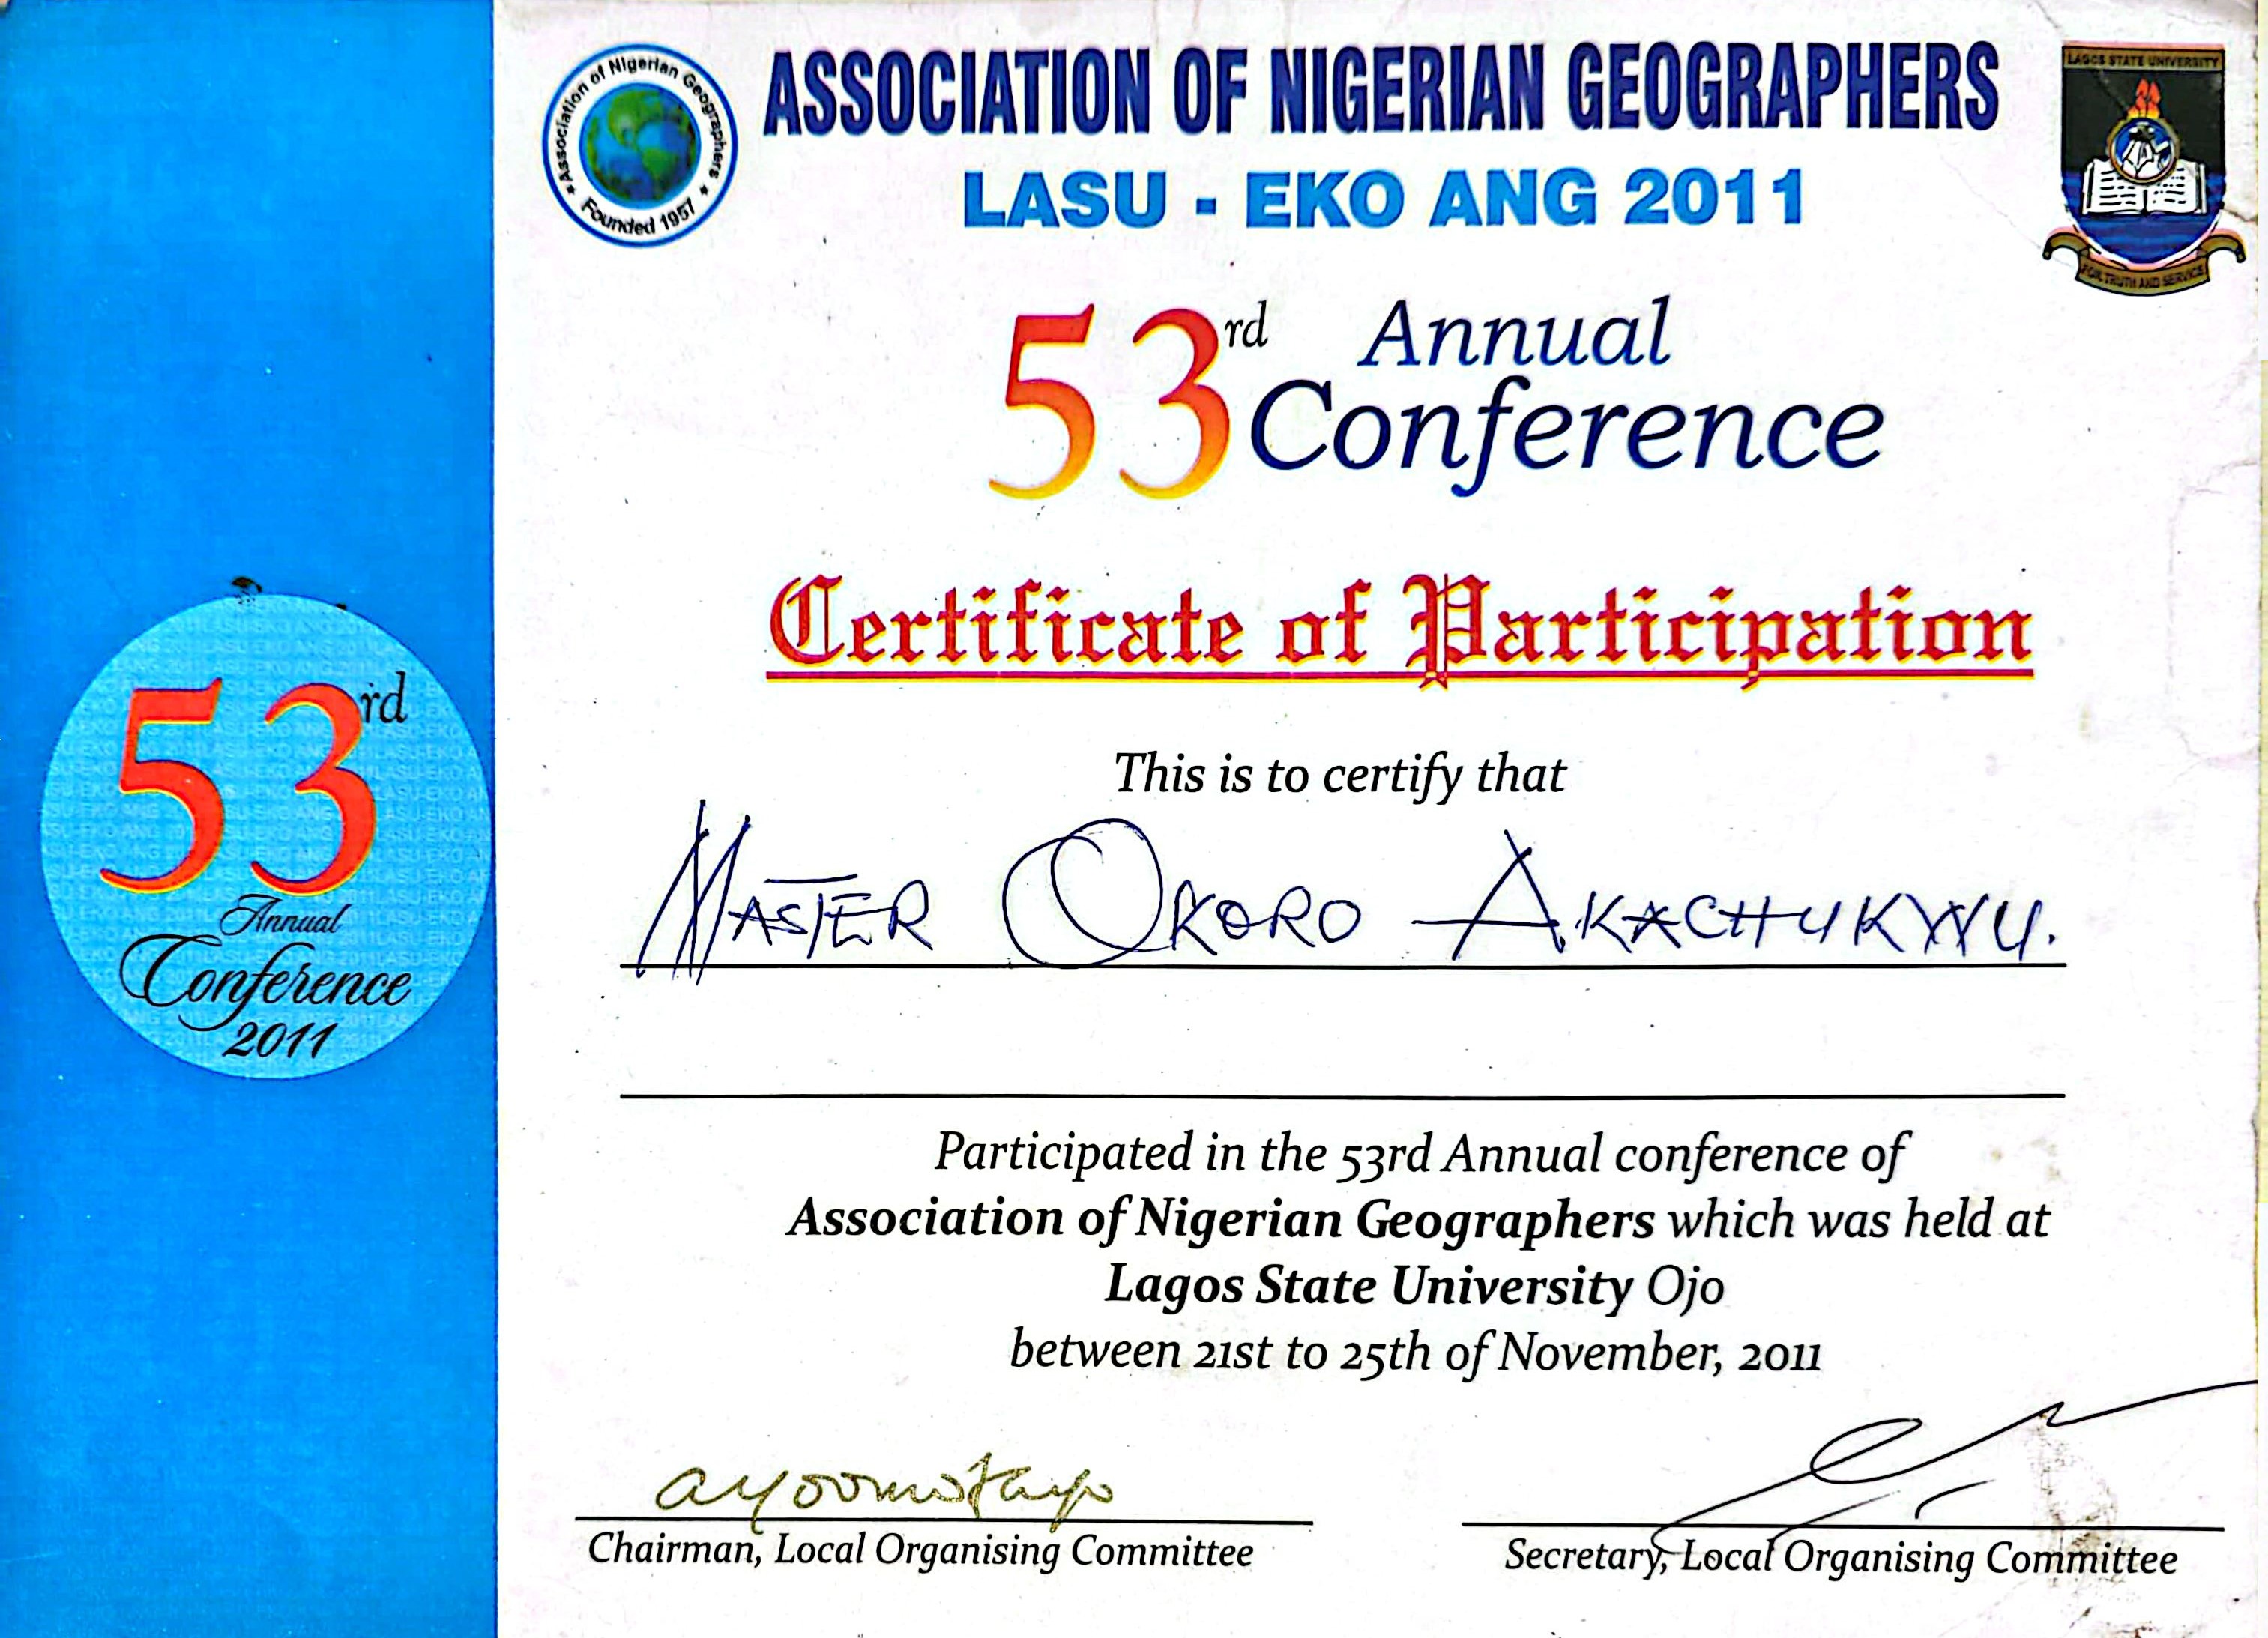 Association of Nigerian Geographers
Founded 1957
ASSOCIATION OF NIGERIAN GEOGRAPHERS
LASU - EKO ANG 2011
LAGOS STATE UNIVERSITY
FOR TRUTH AND SERVICE
53rd Annual
Conference
Certificate of Participation
This is to certify that
MASTER OKORO AKACHUKWU.
Participated in the 53rd Annual conference of
Association of Nigerian Geographers which was held at
Lagos State University Ojo
between 21st to 25th of November, 2011
ayoomotayo
Chairman, Local Organising Committee
Secretary, Local Organising Committee
53rd
Annual
Conference
2011